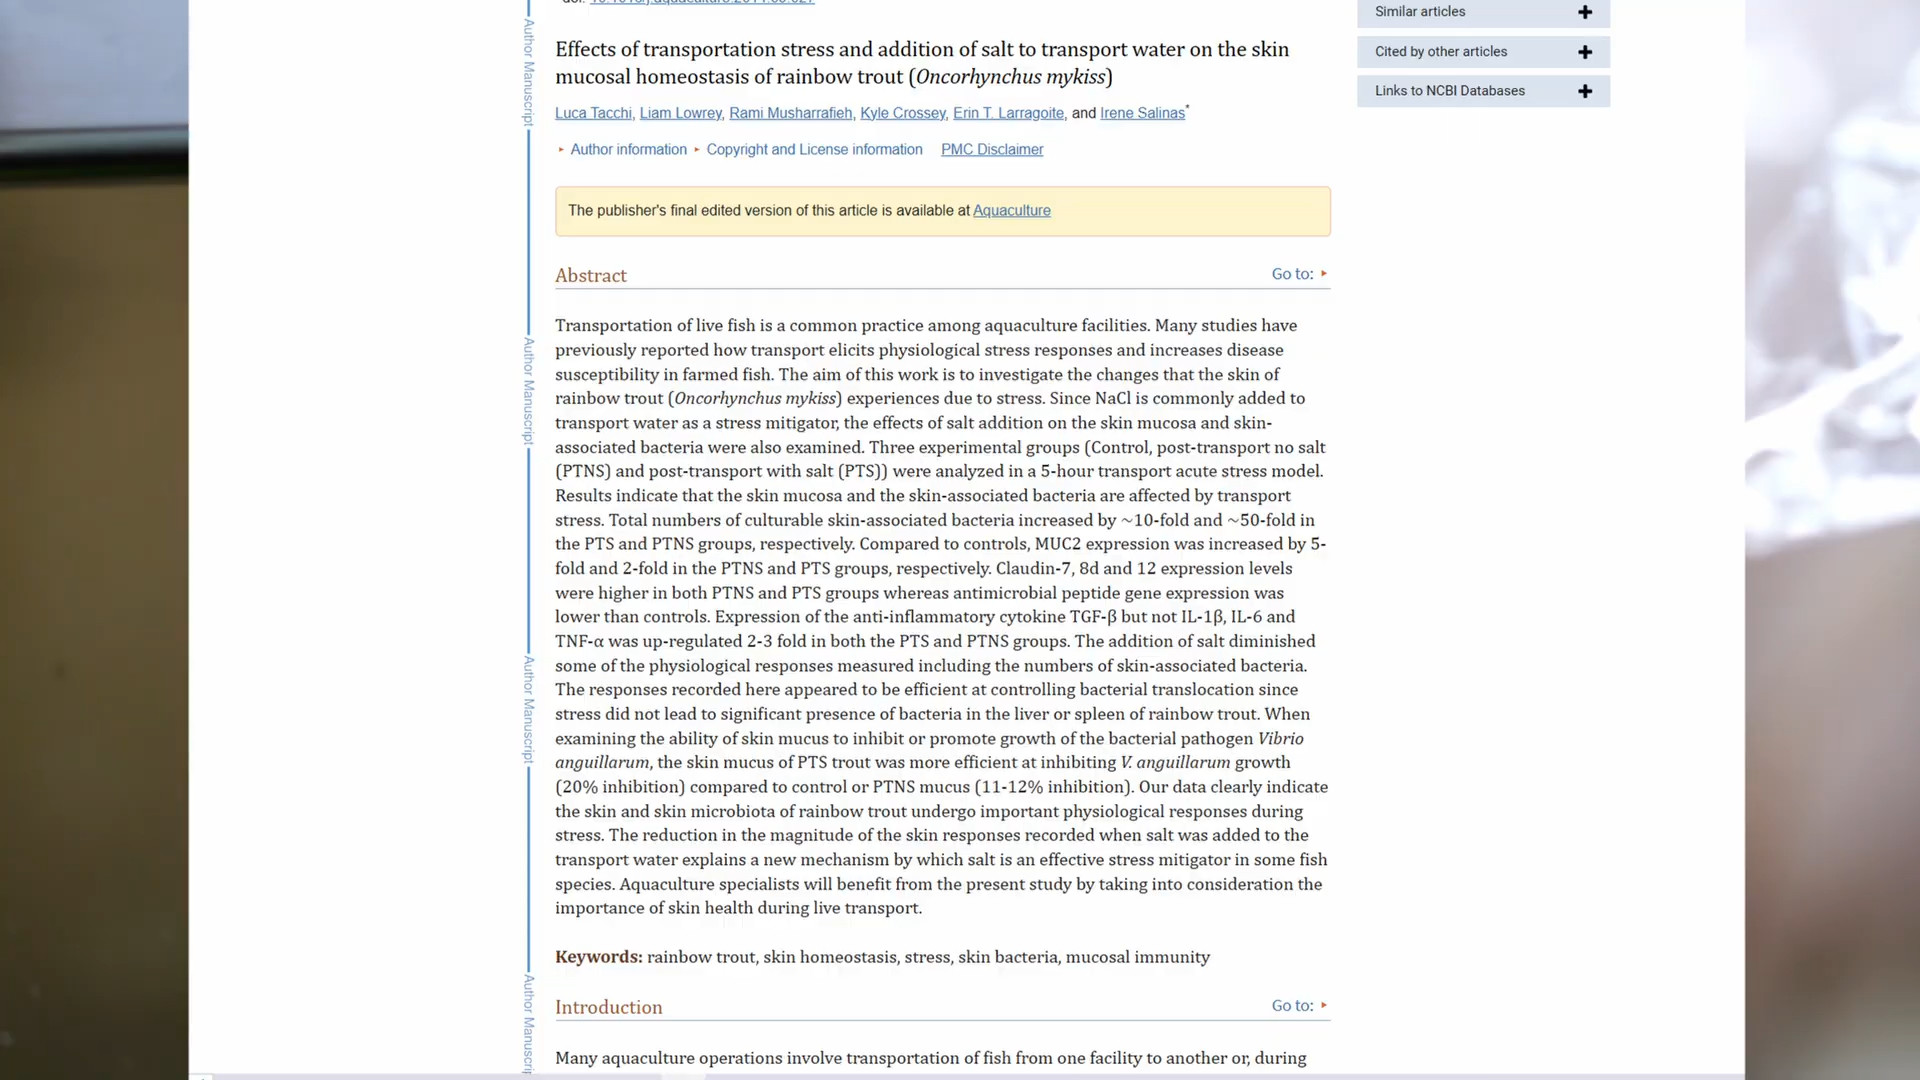 Similar articles
Cited by other articles
Links to NCBI Databases
Effects of transportation stress and addition of salt to transport water on the skin
mucosal homeostasis of rainbow trout (Oncorhynchus mykiss)
Luca Tacchi, Liam Lowrey, Rami Musharrafieh, Kyle Crossey, Erin T. Larragoite, and Irene Salinas*
Author information Copyright and License information PMC Disclaimer
The publisher's final edited version of this article is available at Aquaculture
Abstract
Go to:
Transportation of live fish is a common practice among aquaculture facilities. Many studies have
previously reported how transport elicits physiological stress responses and increases disease
susceptibility in farmed fish. The aim of this work is to investigate the changes that the skin of
rainbow trout (Oncorhynchus mykiss) experiences due to stress. Since NaCl is commonly added to
transport water as a stress mitigator, the effects of salt addition on the skin mucosa and skin-
associated bacteria were also examined. Three experimental groups (Control, post-transport no salt
(PTNS) and post-transport with salt (PTS)) were analyzed in a 5-hour transport acute stress model.
Results indicate that the skin mucosa and the skin-associated bacteria are affected by transport
stress. Total numbers of culturable skin-associated bacteria increased by ~10-fold and ~50-fold in
the PTS and PTNS groups, respectively. Compared to controls, MUC2 expression was increased by 5-
fold and 2-fold in the PTNS and PTS groups, respectively. Claudin-7, 8d and 12 expression levels
were higher in both PTNS and PTS groups whereas antimicrobial peptide gene expression was
lower than controls. Expression of the anti-inflammatory cytokine TGF-β but not IL-1β, IL-6 and
TNF-α was up-regulated 2-3 fold in both the PTS and PTNS groups. The addition of salt diminished
some of the physiological responses measured including the numbers of skin-associated bacteria.
The responses recorded here appeared to be efficient at controlling bacterial translocation since
stress did not lead to significant presence of bacteria in the liver or spleen of rainbow trout. When
examining the ability of skin mucus to inhibit or promote growth of the bacterial pathogen Vibrio
anguillarum, the skin mucus of PTS trout was more efficient at inhibiting V. anguillarum growth
(20% inhibition) compared to control or PTNS mucus (11-12% inhibition). Our data clearly indicate
the skin and skin microbiota of rainbow trout undergo important physiological responses during
stress. The reduction in the magnitude of the skin responses recorded when salt was added to the
transport water explains a new mechanism by which salt is an effective stress mitigator in some fish
species. Aquaculture specialists will benefit from the present study by taking into consideration the
importance of skin health during live transport.
Keywords: rainbow trout, skin homeostasis, stress, skin bacteria, mucosal immunity
Introduction
Go to:
Many aquaculture operations involve transportation of fish from one facility to another or, during
Author Manuscript
Author Manuscript
Author Manuscript
Author